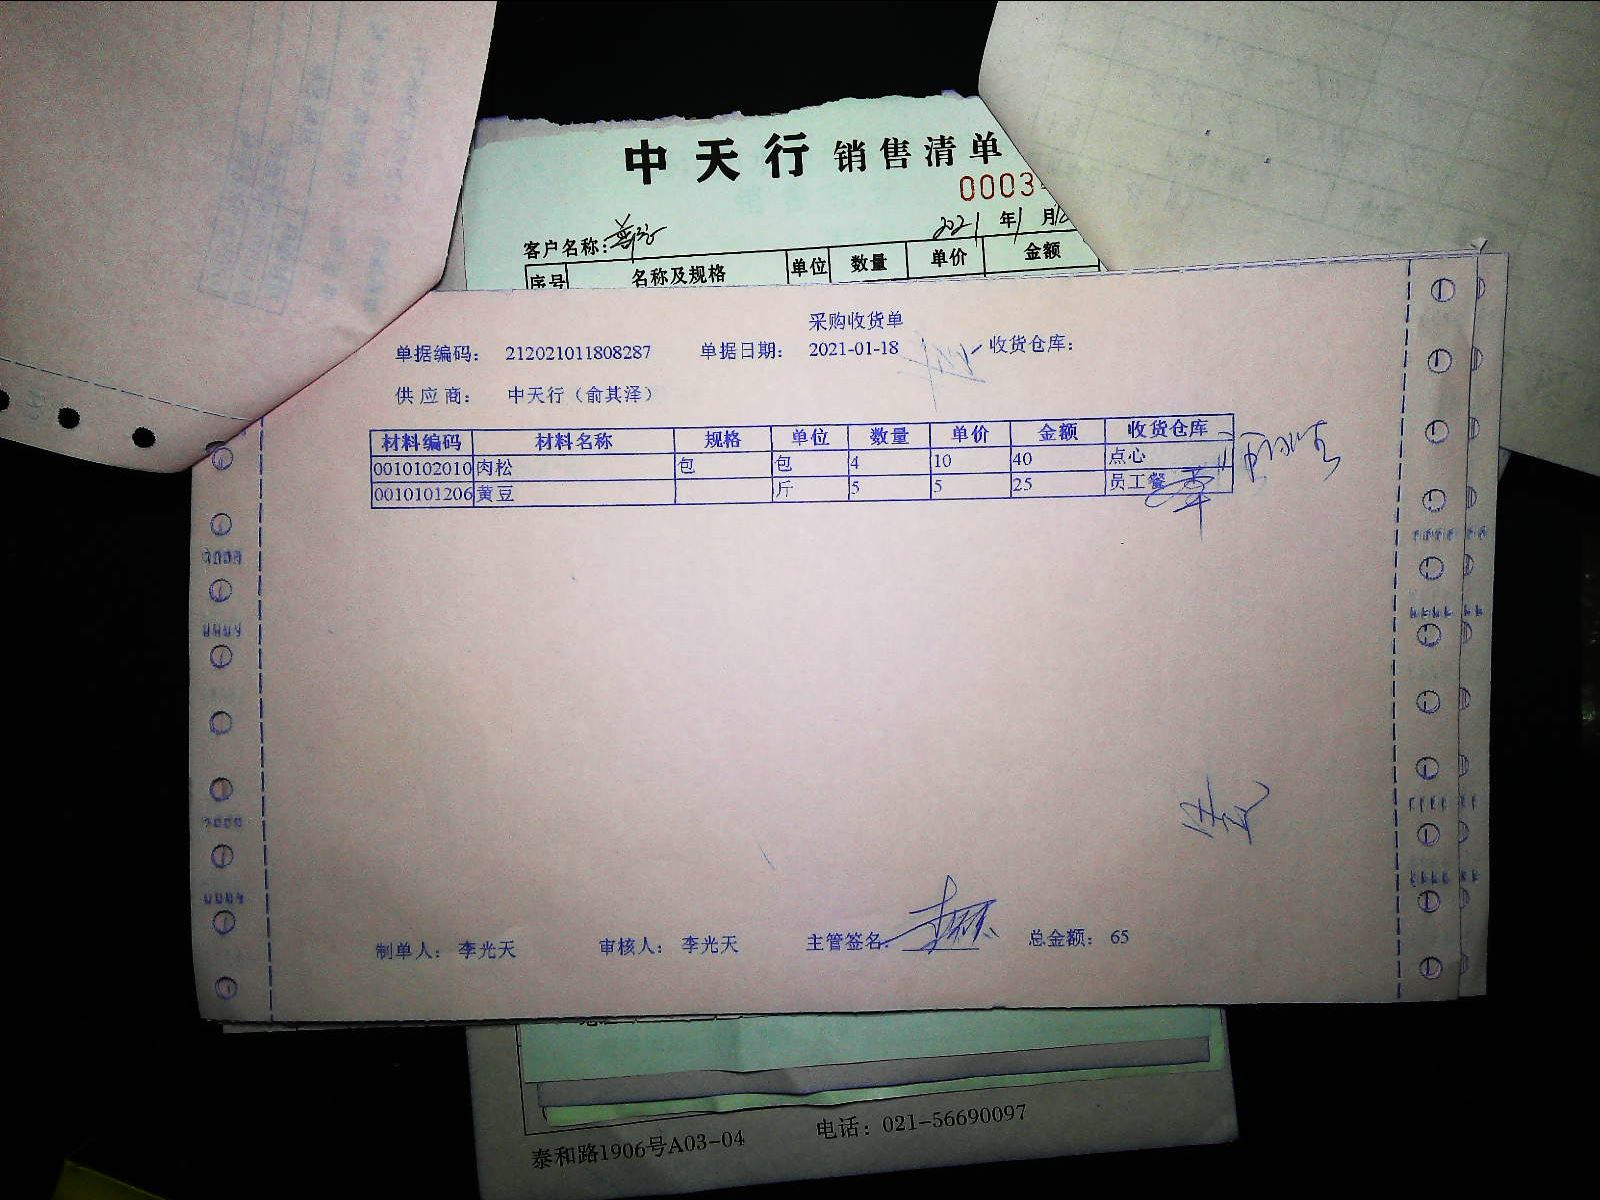 中天行 销售清单
0003
客户名称:
2021 年 1 月
序号 名称及规格 单位 数量 单价 金额
采购收货单
单据编码: 212021011808287 单据日期: 2021-01-18 收货仓库:
供应商: 中天行（俞其泽）
材料编码 材料名称 规格 单位 数量 单价 金额 收货仓库
0010102010 肉松 包 包 4 10 40 点心
0010101206 黄豆 斤 5 5 25 员工餐
制单人: 李光天 审核人: 李光天 主管签名: 总金额: 65
泰和路1906号A03-04 电话: 021-56690097